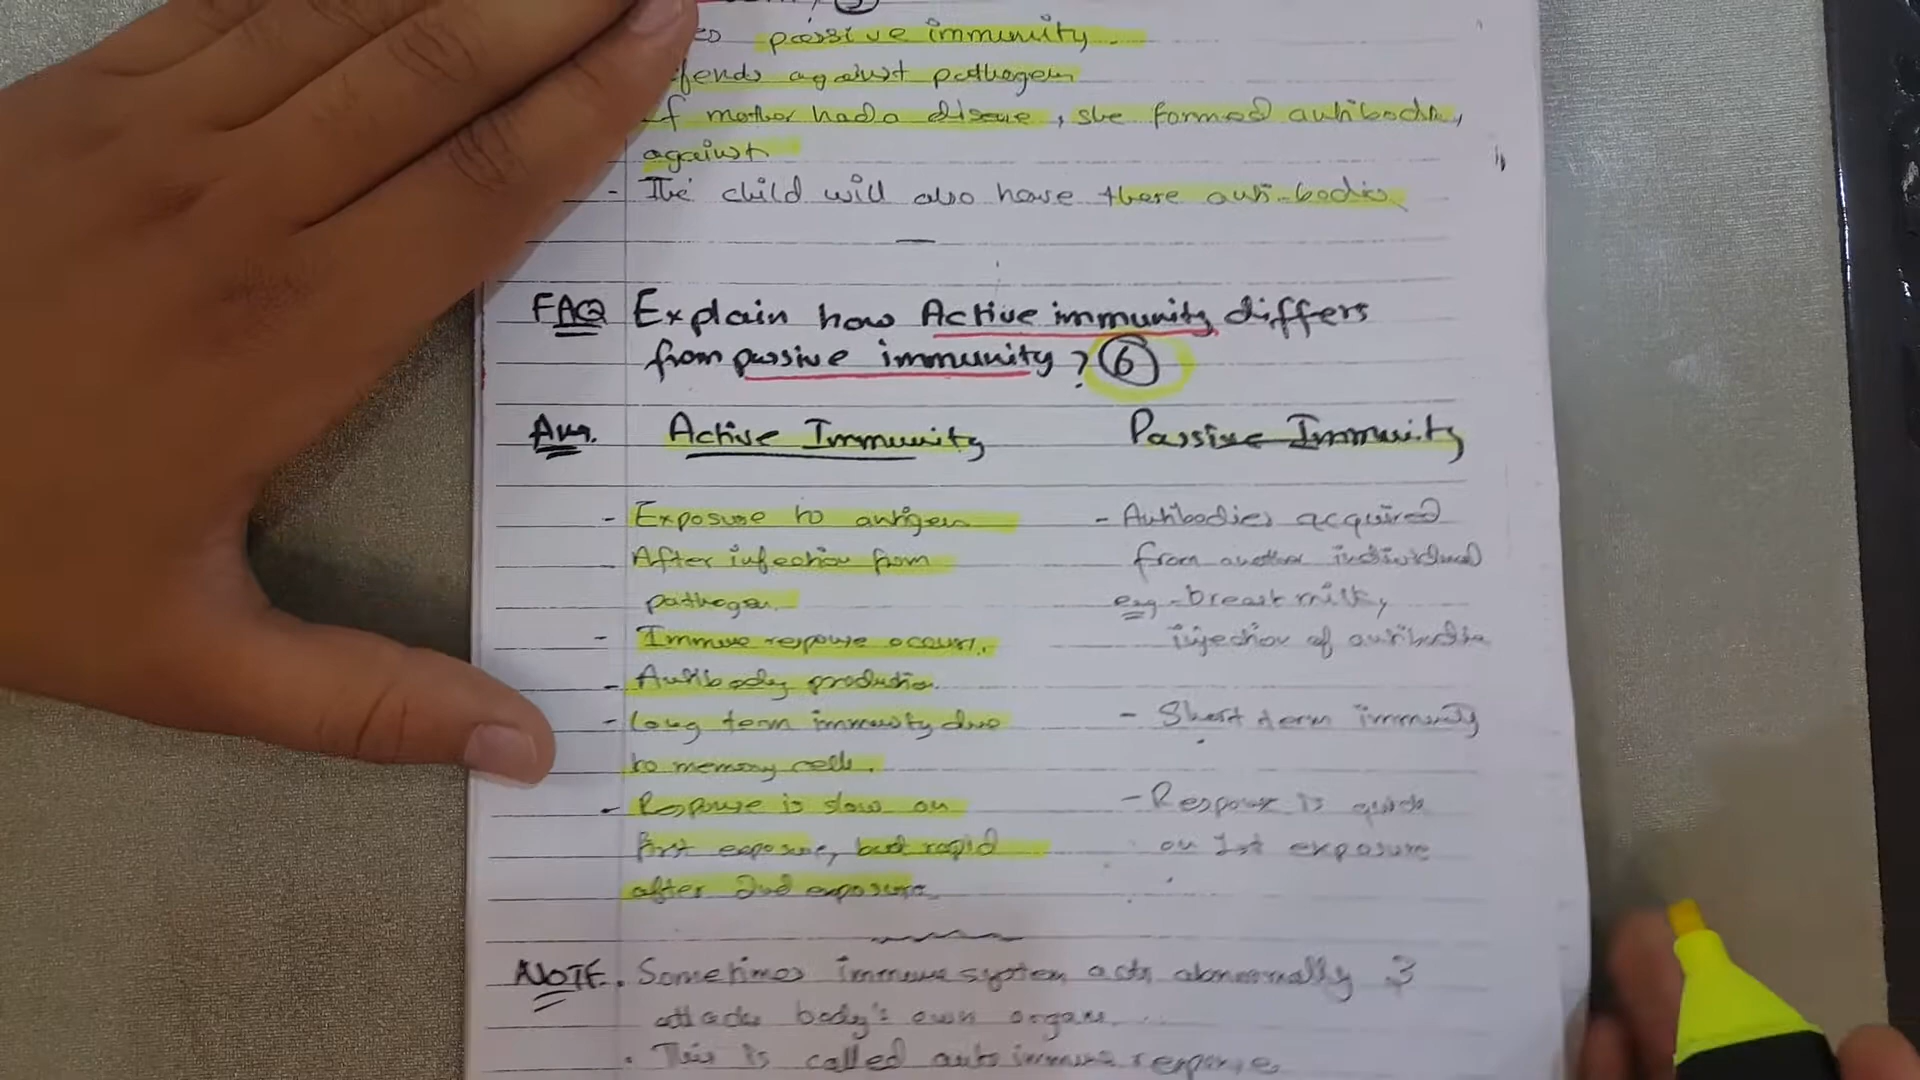 passive immunity.
fends against pathogen
f mother had a disease, she formed antibodies,
against
- The child will also have these anti-bodies
FAQ Explain how Active immunity differs
from passive immunity ? 6
Ans. Active Immunity Passive Immunity
- Exposure to antigen - Antibodies acquired
After infection from from another individual
pathogen. eg - breast milk,
- Immune response occurs. injection of antibodies
- Antibody production.
- Long term immunity due - Short term immunity
to memory cells.
- Response is slow on - Response is quick
first exposure, but rapid on 1st exposure
after 2nd exposure.
NOTE. Sometimes immune system acts abnormally &
attacks body's own organs.
. This is called auto immune response